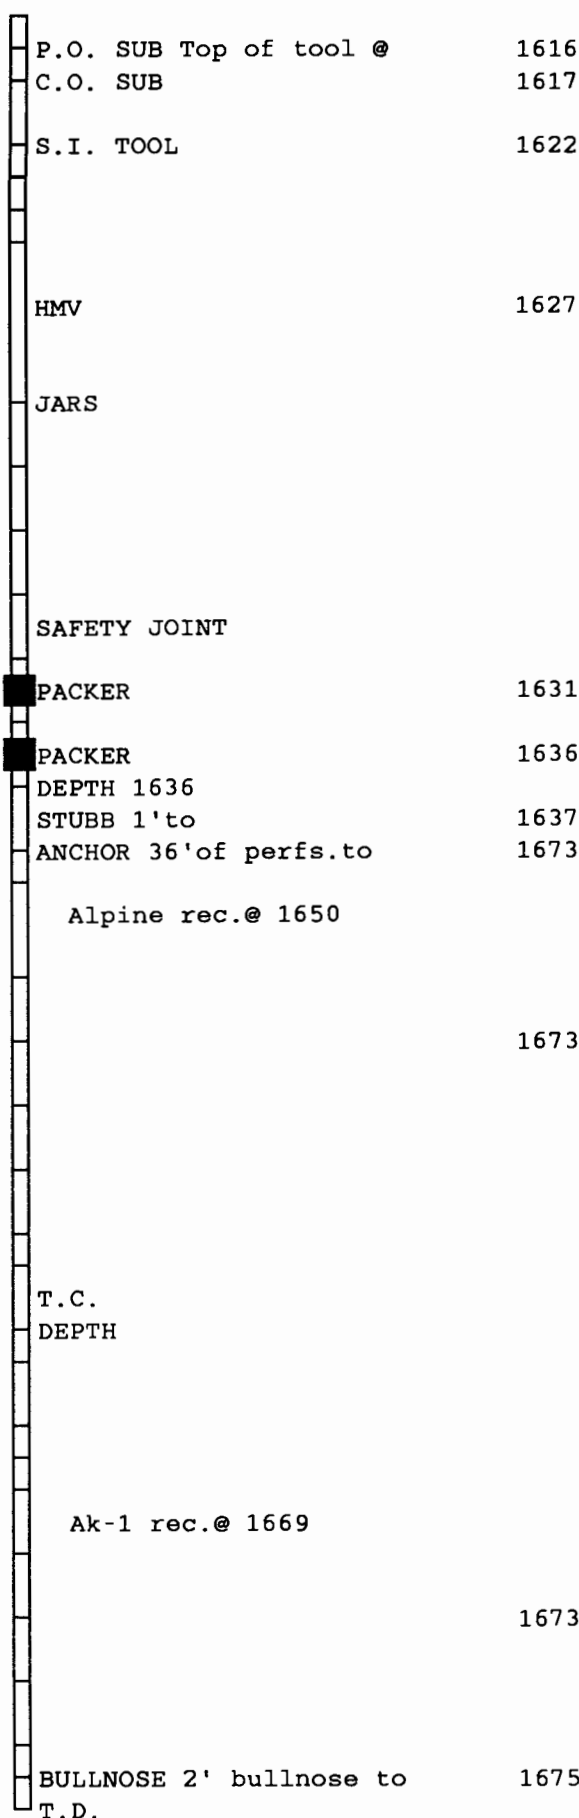 P.O. SUB Top of tool @ 1616
C.O. SUB 1617
S.I. TOOL 1622
HMV 1627
JARS
SAFETY JOINT
PACKER 1631
PACKER 1636
DEPTH 1636
STUBB 1'to 1637
ANCHOR 36'of perfs.to 1673
Alpine rec.@ 1650
1673
T.C.
DEPTH
Ak-1 rec.@ 1669
1673
BULLNOSE 2' bullnose to 1675
T.D.